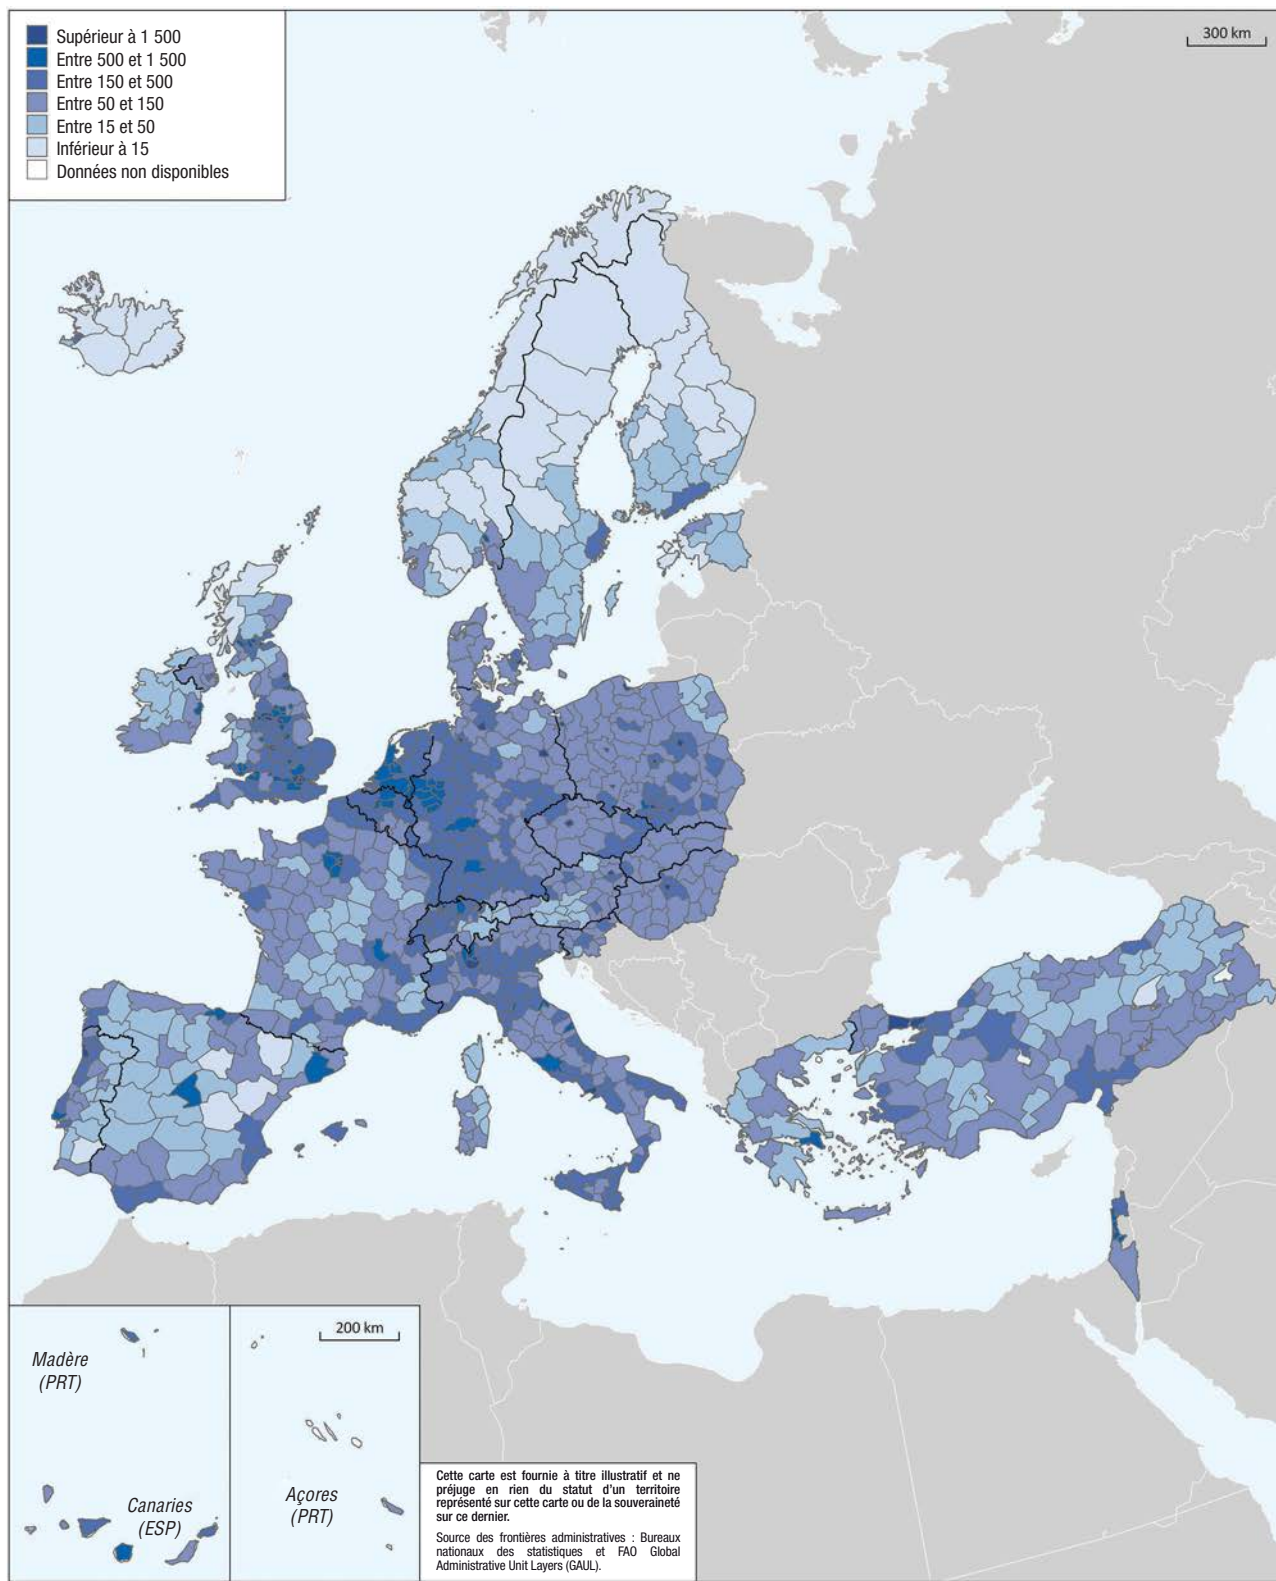 Supérieur à 1 500
Entre 500 et 1 500
Entre 150 et 500
Entre 50 et 150
Entre 15 et 50
Inférieur à 15
Données non disponibles
300 km
200 km
Madère
(PRT)
Canaries
(ESP)
Açores
(PRT)
Cette carte est fournie à titre illustratif et ne
préjuge en rien du statut d'un territoire
représenté sur cette carte ou de la souveraineté
sur ce dernier.
Source des frontières administratives : Bureaux
nationaux des statistiques et FAO Global
Administrative Unit Layers (GAUL).